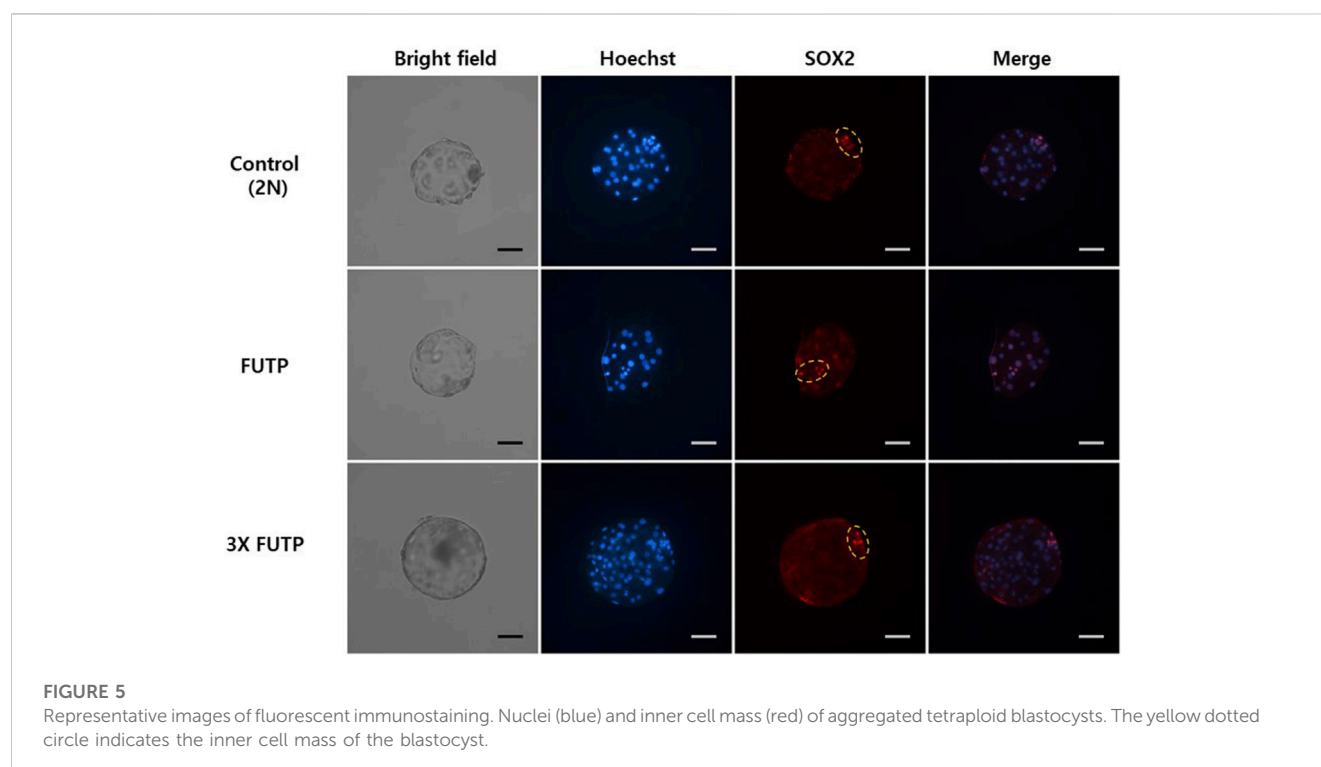 Bright field Hoechst SOX2 Merge
Control
(2N)
FUTP
3X FUTP
FIGURE 5
Representative images of fluorescent immunostaining. Nuclei (blue) and inner cell mass (red) of aggregated tetraploid blastocysts. The yellow dotted
circle indicates the inner cell mass of the blastocyst.